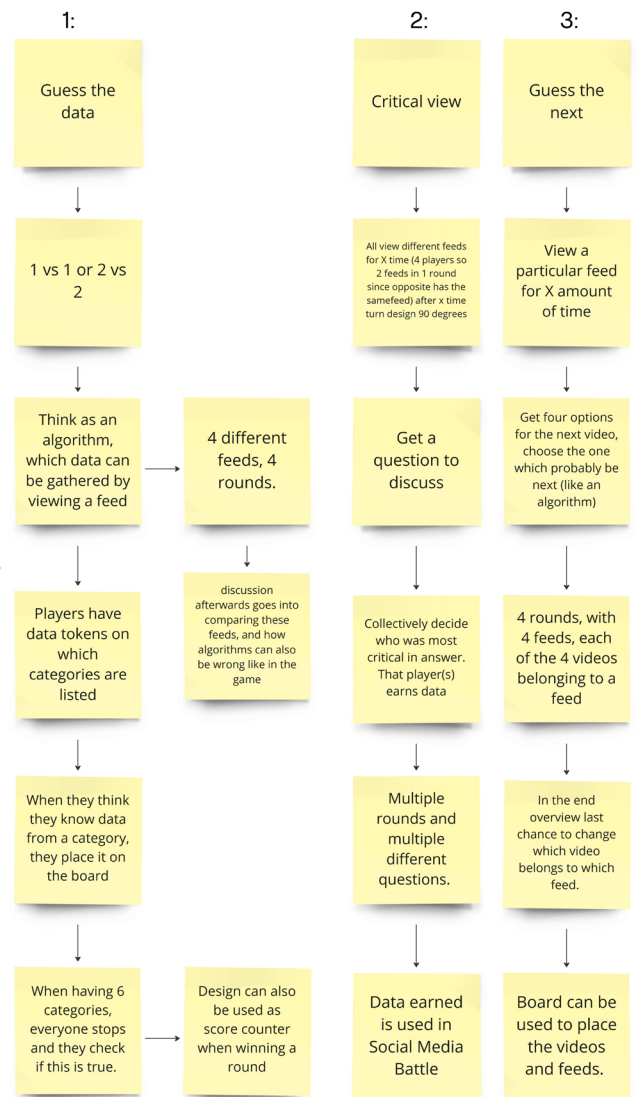 1:
Guess the
data
1 vs 1 or 2 vs
2
Think as an
algorithm,
which data can
be gathered by
viewing a feed
4 different
feeds, 4
rounds.
discussion
afterwards goes into
comparing these
feeds, and how
algorithms can also
be wrong like in the
game
Players have
data tokens on
which
categories are
listed
When they think
they know data
from a category,
they place it on
the board
When having 6
categories,
everyone stops
and they check
if this is true.
Design can also
be used as
score counter
when winning a
round
2:
Critical view
All view different feeds
for X time (4 players so
2 feeds in 1 round
since opposite has the
samefeed) after x time
turn design 90 degrees
Get a
question to
discuss
Collectively decide
who was most
critical in answer.
That player(s)
earns data
Multiple
rounds and
multiple
different
questions.
Data earned
is used in
Social Media
Battle
3:
Guess the
next
View a
particular feed
for X amount
of time
Get four options
for the next video,
choose the one
which probably be
next (like an
algorithm)
4 rounds, with
4 feeds, each
of the 4 videos
belonging to a
feed
In the end
overview last
chance to change
which video
belongs to which
feed.
Board can be
used to place
the videos
and feeds.